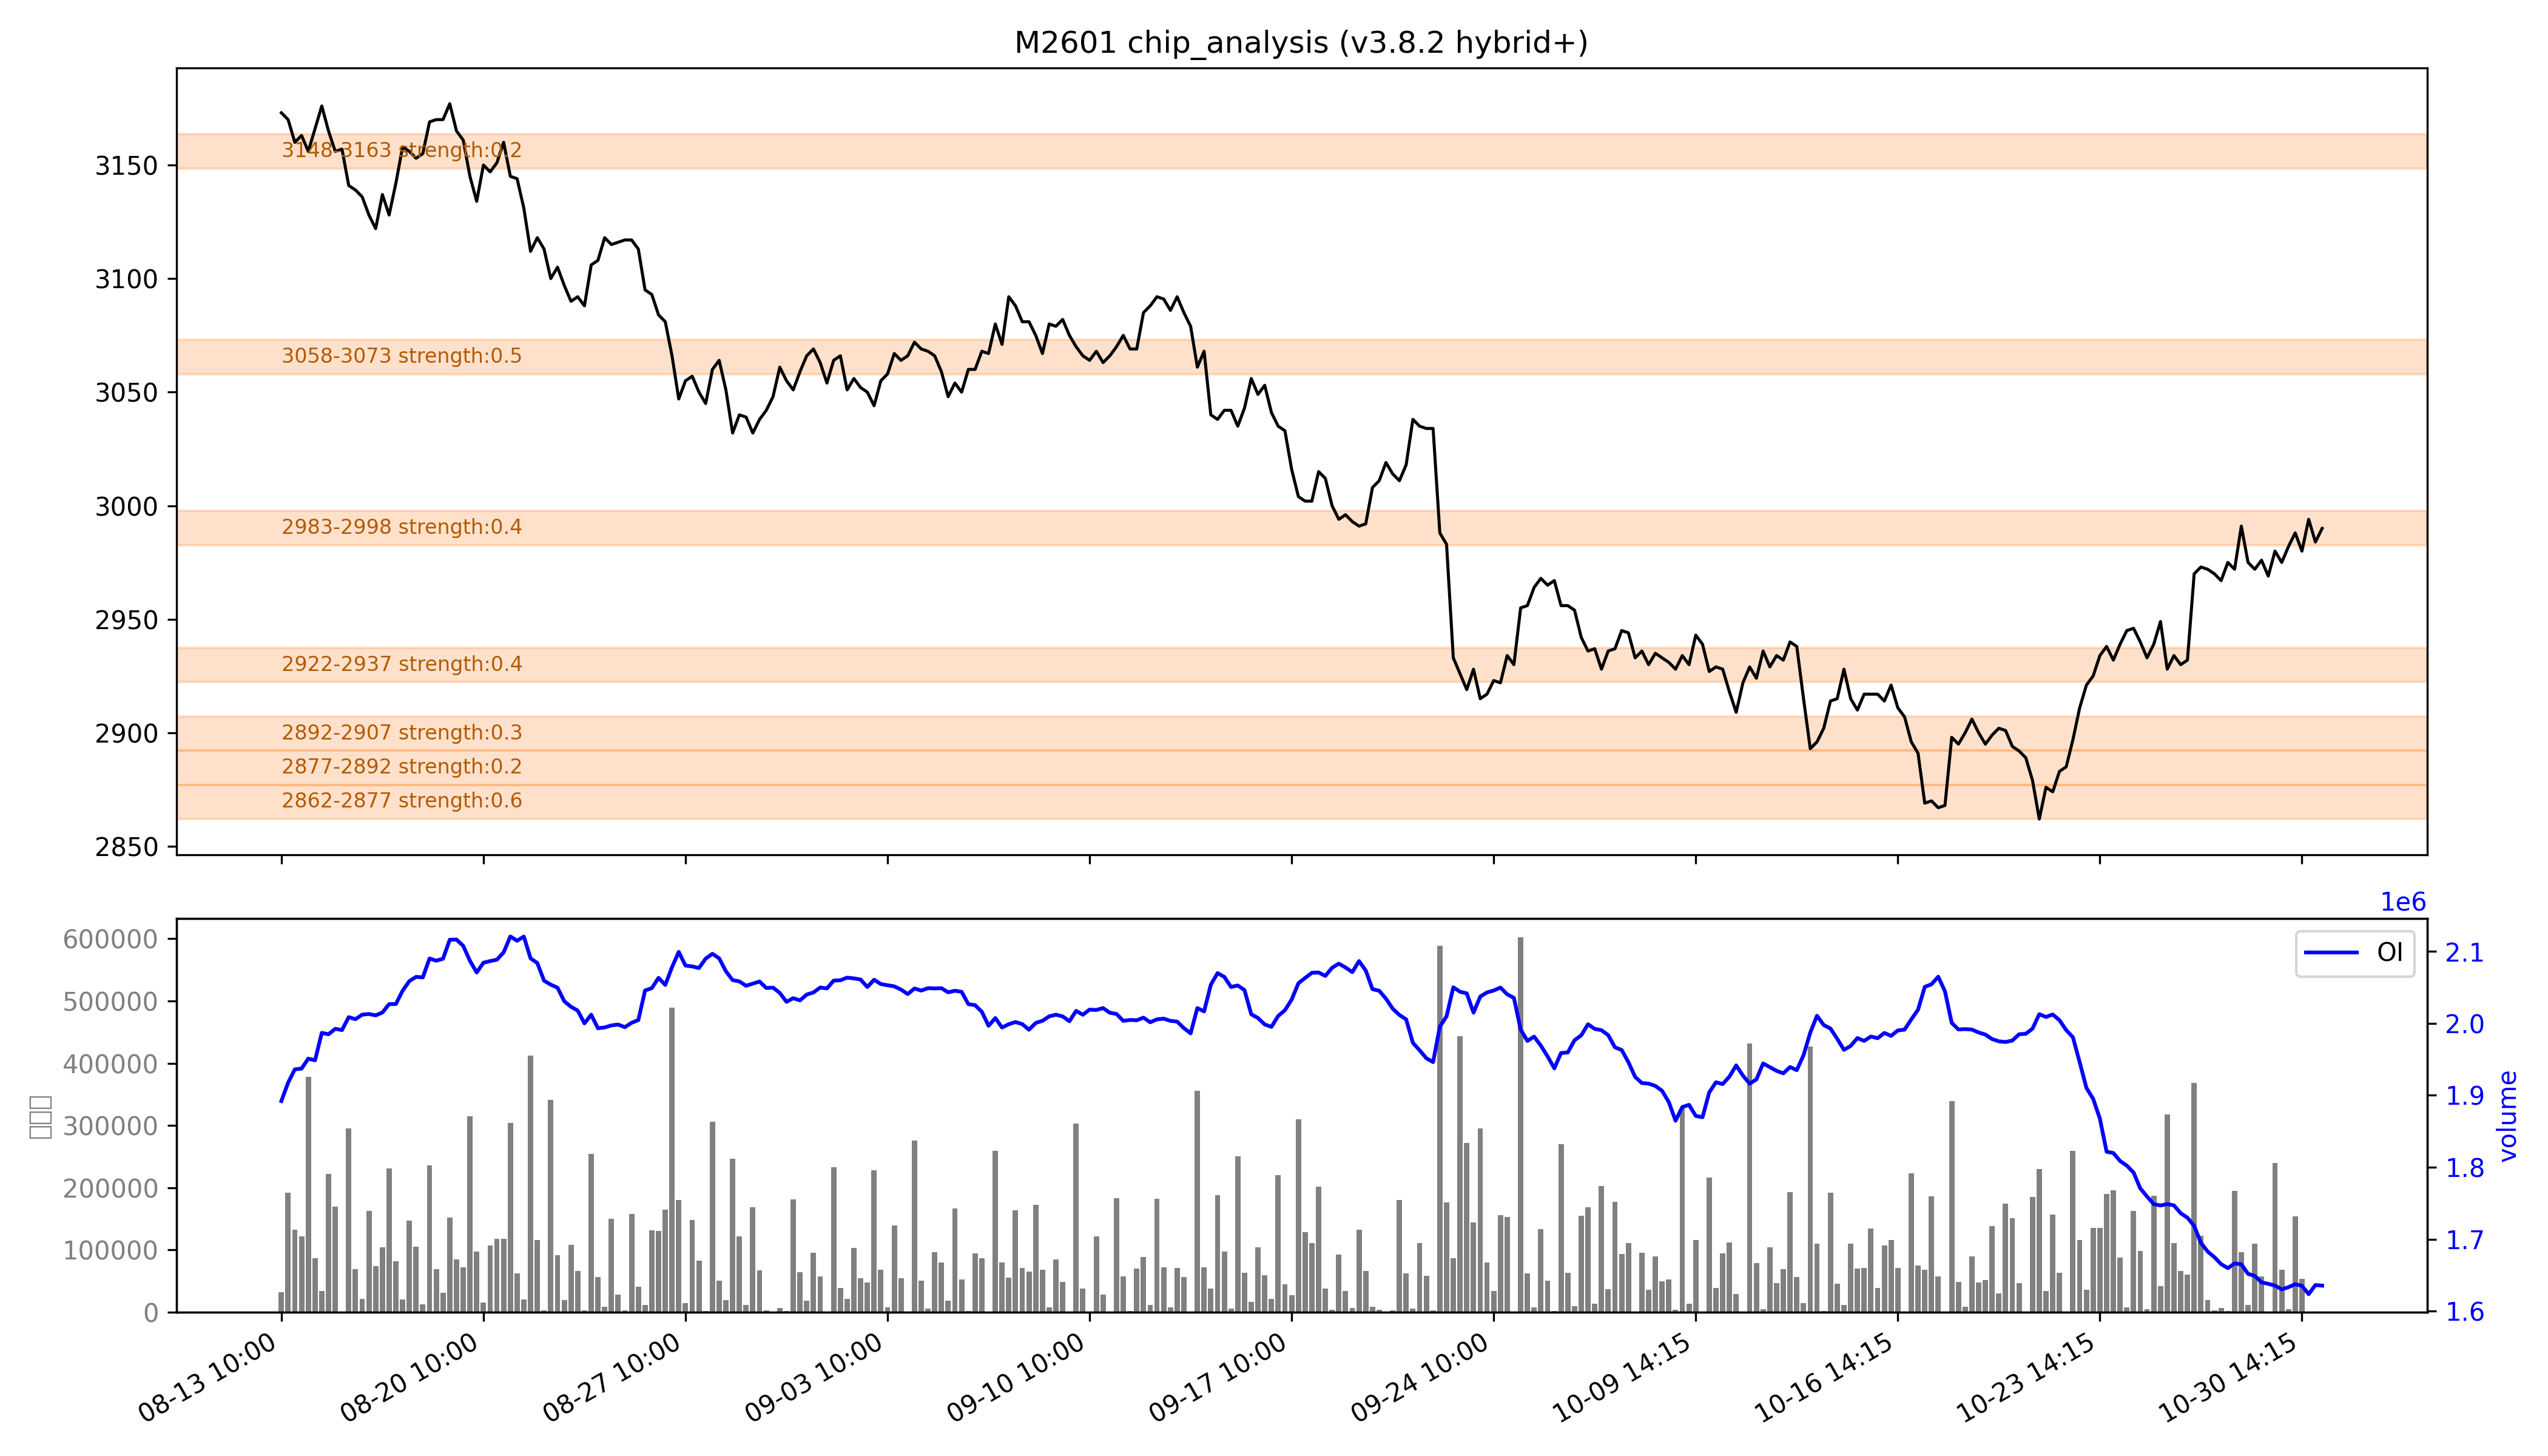 M2601 chip_analysis (v3.8.2 hybrid+)
3150
3100
3050
3000
2950
2900
2850
3148-3163 strength:0.2
3058-3073 strength:0.5
2983-2998 strength:0.4
2922-2937 strength:0.4
2892-2907 strength:0.3
2877-2892 strength:0.2
2862-2877 strength:0.6
1e6
600000
500000
400000
300000
200000
100000
0
OI
2.1
2.0
1.9
1.8
1.7
1.6
volume
08-13 10:00
08-20 10:00
08-27 10:00
09-03 10:00
09-10 10:00
09-17 10:00
09-24 10:00
10-09 14:15
10-16 14:15
10-23 14:15
10-30 14:15